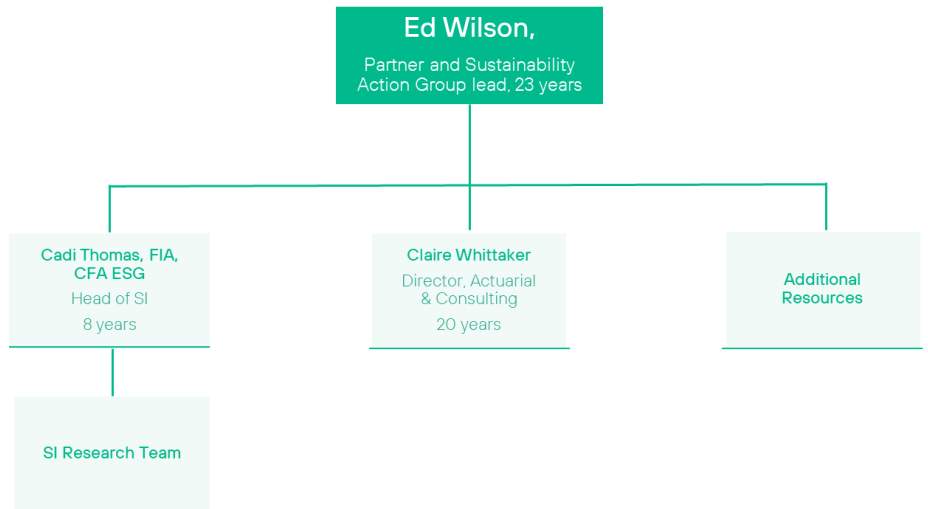 Ed Wilson,
Partner and Sustainability
Action Group lead, 23 years
Cadi Thomas, FIA,
CFA ESG
Head of SI
8 years
Claire Whittaker
Director, Actuarial
& Consulting
20 years
Additional
Resources
SI Research Team